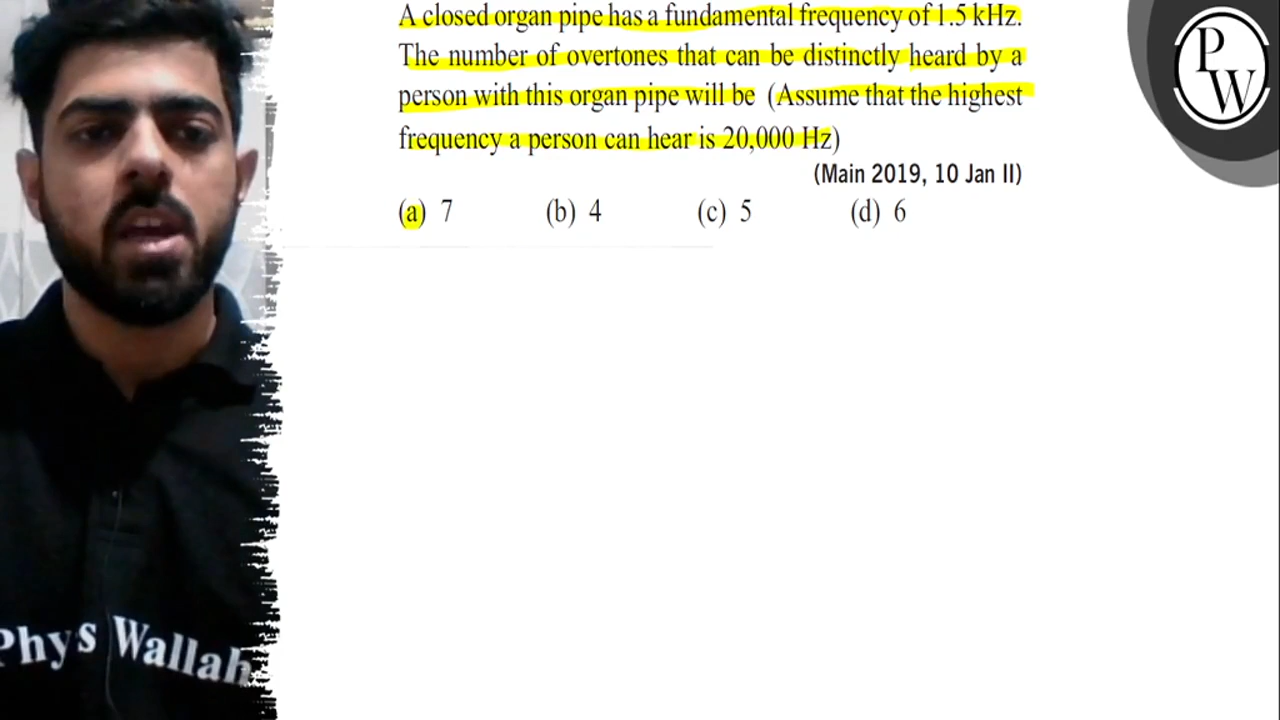 A closed organ pipe has a fundamental frequency of 1.5 kHz.
The number of overtones that can be distinctly heard by a
person with this organ pipe will be (Assume that the highest
frequency a person can hear is 20,000 Hz)
(Main 2019, 10 Jan II)
(a) 7 (b) 4 (c) 5 (d) 6
P
W
Phys Wallah